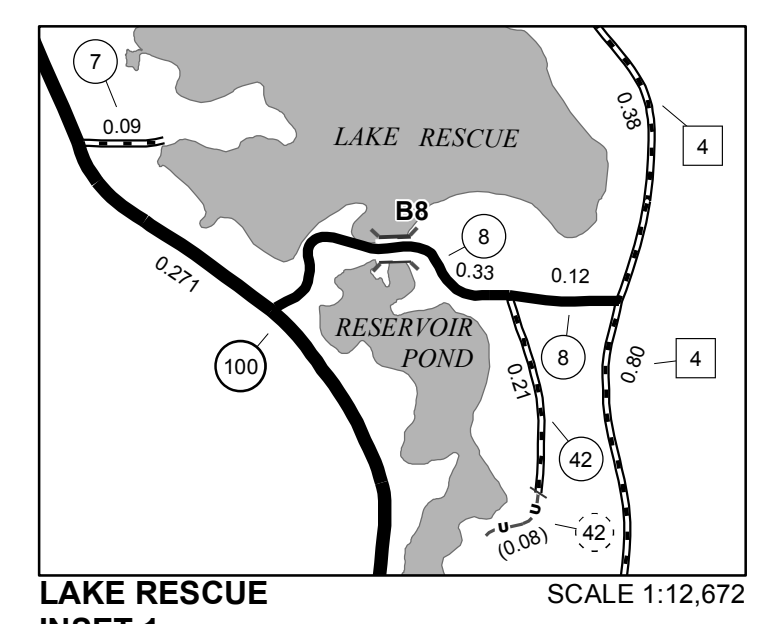 7
0.09
0.38
LAKE RESCUE
4
B8
8
0.33
0.12
0.271
RESERVOIR
POND
100
0.21
8
0.80
4
42
U
U
42
(0.08)
LAKE RESCUE
SCALE 1:12,672
INSET 1